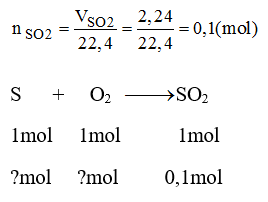 n SO2 = VSO2/22,4 = 2,24/22,4 = 0,1(mol)
S + O2 ⟶ SO2
1mol 1mol 1mol
?mol ?mol 0,1mol